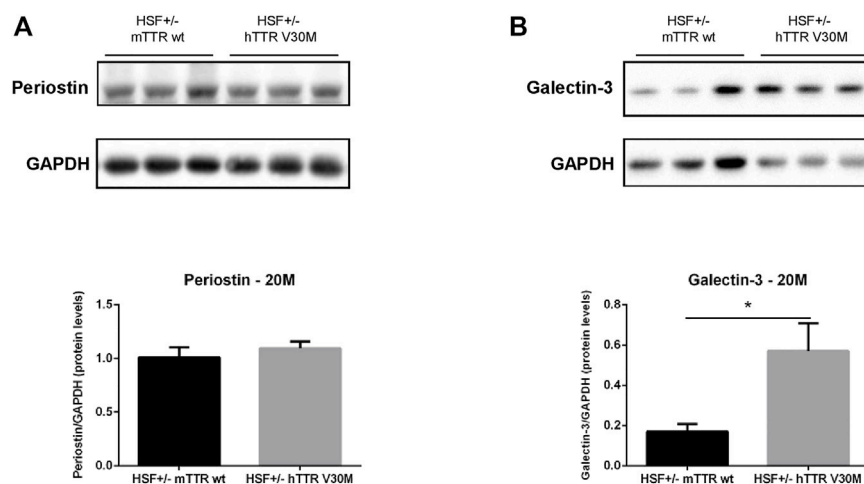 A
HSF+/-
mTTR wt
HSF+/-
hTTR V30M
Periostin
GAPDH
Periostin - 20M
Periostin/GAPDH (protein levels)
1.5
1.0
0.5
0.0
HSF+/- mTTR wt
HSF+/- hTTR V30M
B
HSF+/-
mTTR wt
HSF+/-
hTTR V30M
Galectin-3
GAPDH
Galectin-3 - 20M
Galectin-3/GAPDH (protein levels)
0.8
0.6
0.4
0.2
0.0
*
HSF+/- mTTR wt
HSF+/- hTTR V30M